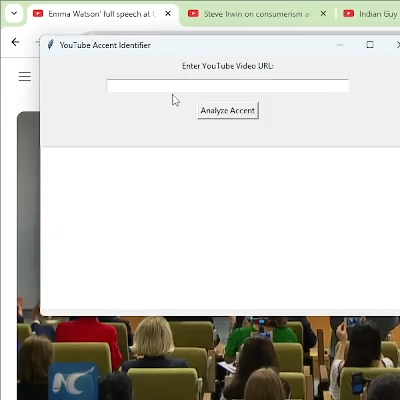 Emma Watson' full speech at
Steve Irwin on consumerism a
Indian Guy
YouTube Accent Identifier
Enter YouTube Video URL:
Analyze Accent
NC